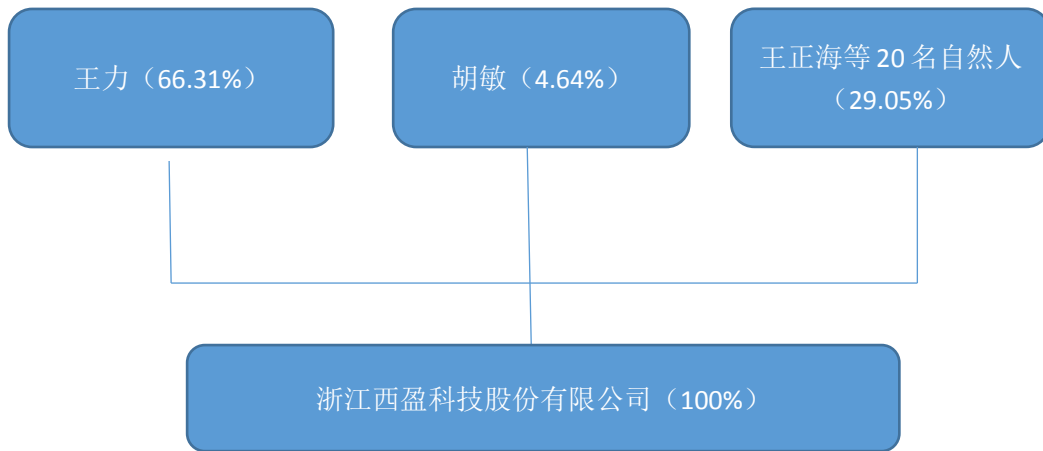 王力（66.31%）
胡敏（4.64%）
王正海等 20 名自然人
（29.05%）
浙江西盈科技股份有限公司（100%）